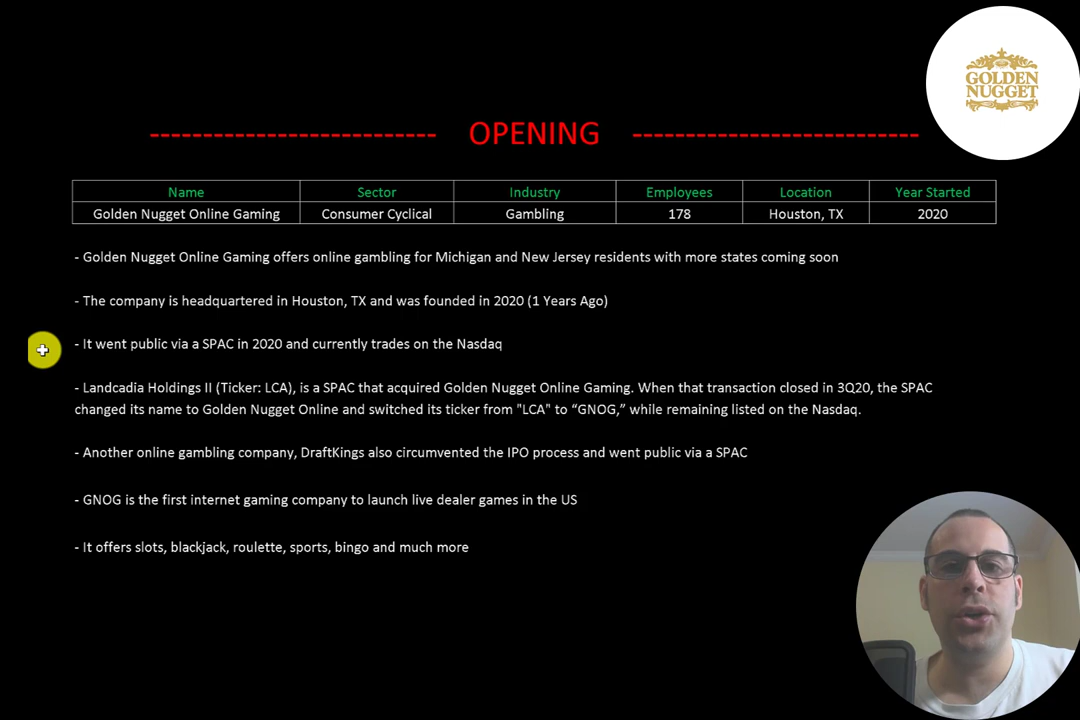 GOLDEN
NUGGET
--------------------------- OPENING ---------------------------
Name Sector Industry Employees Location Year Started
Golden Nugget Online Gaming Consumer Cyclical Gambling 178 Houston, TX 2020
- Golden Nugget Online Gaming offers online gambling for Michigan and New Jersey residents with more states coming soon
- The company is headquartered in Houston, TX and was founded in 2020 (1 Years Ago)
- It went public via a SPAC in 2020 and currently trades on the Nasdaq
- Landcadia Holdings II (Ticker: LCA), is a SPAC that acquired Golden Nugget Online Gaming. When that transaction closed in 3Q20, the SPAC
changed its name to Golden Nugget Online and switched its ticker from "LCA" to “GNOG,” while remaining listed on the Nasdaq.
- Another online gambling company, DraftKings also circumvented the IPO process and went public via a SPAC
- GNOG is the first internet gaming company to launch live dealer games in the US
- It offers slots, blackjack, roulette, sports, bingo and much more